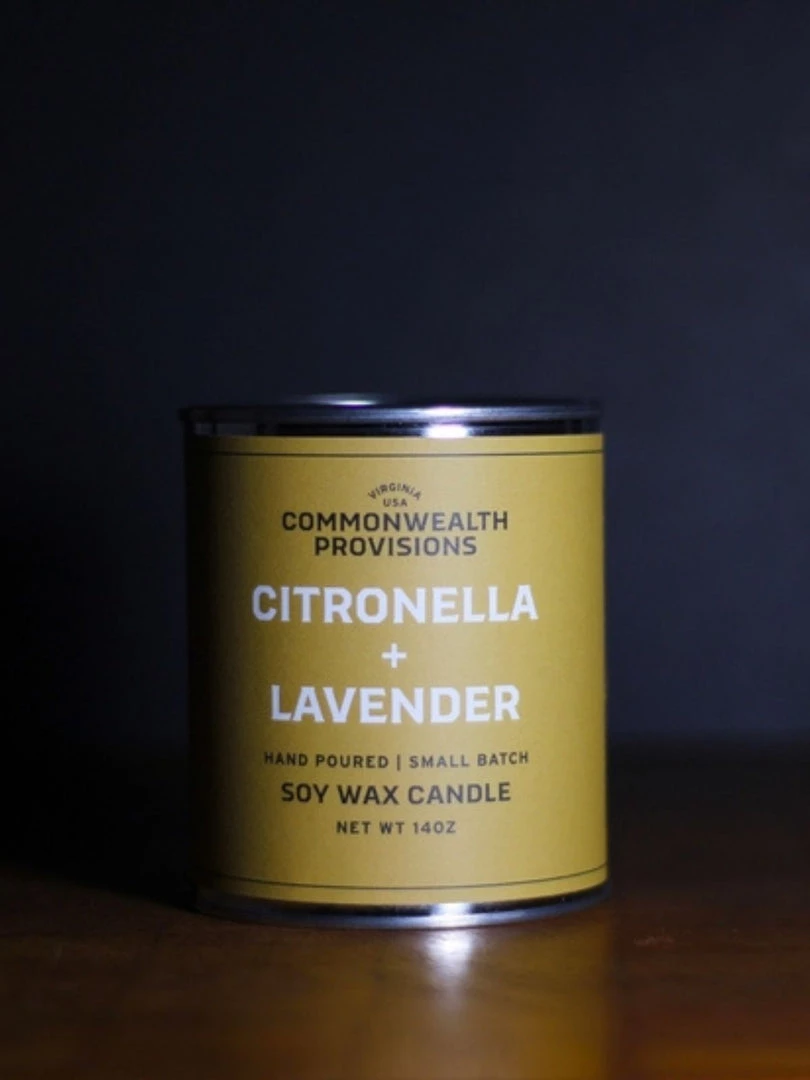 VIRGINIA
USA
COMMONWEALTH
PROVISIONS
CITRONELLA
+
LAVENDER
HAND POURED | SMALL BATCH
SOY WAX CANDLE
NET WT 14OZ